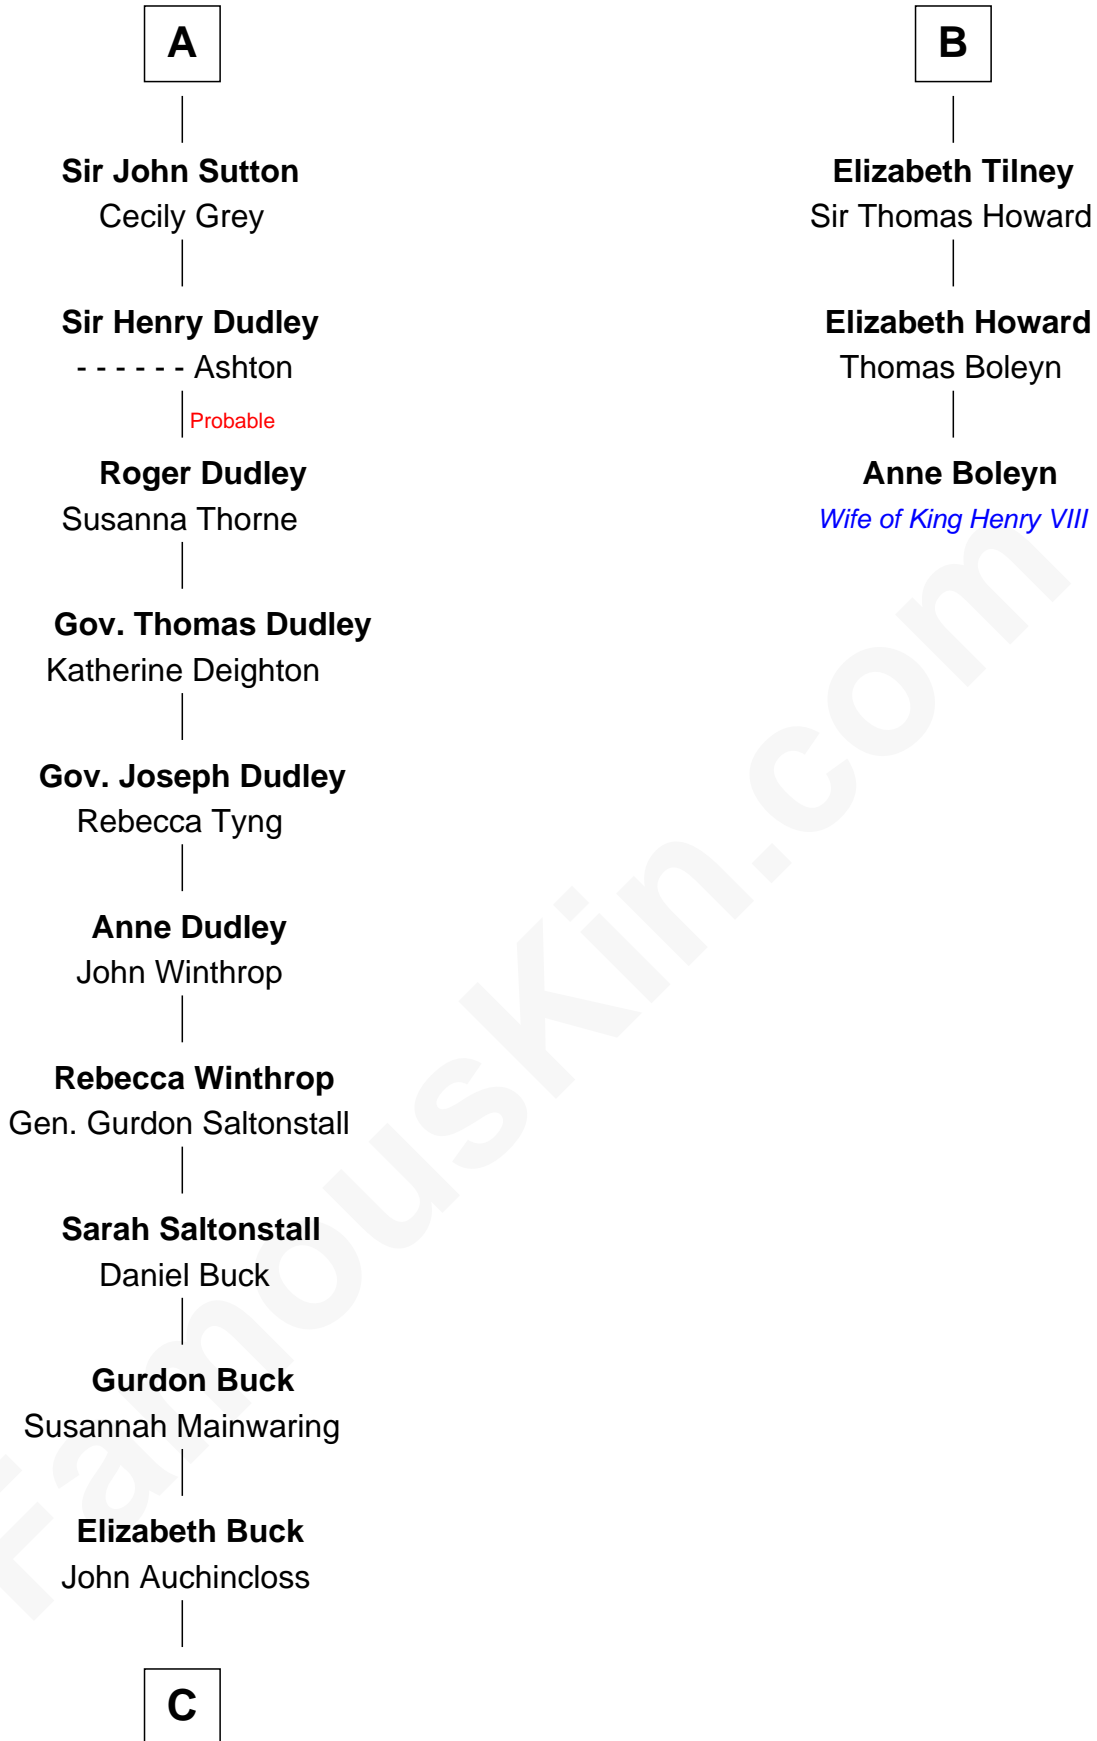 A
Sir John Sutton
Cecily Grey
Sir Henry Dudley
- - - - - - Ashton
Probable
Roger Dudley
Susanna Thorne
Gov. Thomas Dudley
Katherine Deighton
Gov. Joseph Dudley
Rebecca Tyng
Anne Dudley
John Winthrop
Rebecca Winthrop
Gen. Gurdon Saltonstall
Sarah Saltonstall
Daniel Buck
Gurdon Buck
Susannah Mainwaring
Elizabeth Buck
John Auchincloss
C
B
Elizabeth Tilney
Sir Thomas Howard
Elizabeth Howard
Thomas Boleyn
Anne Boleyn
Wife of King Henry VIII
FamousKin.com